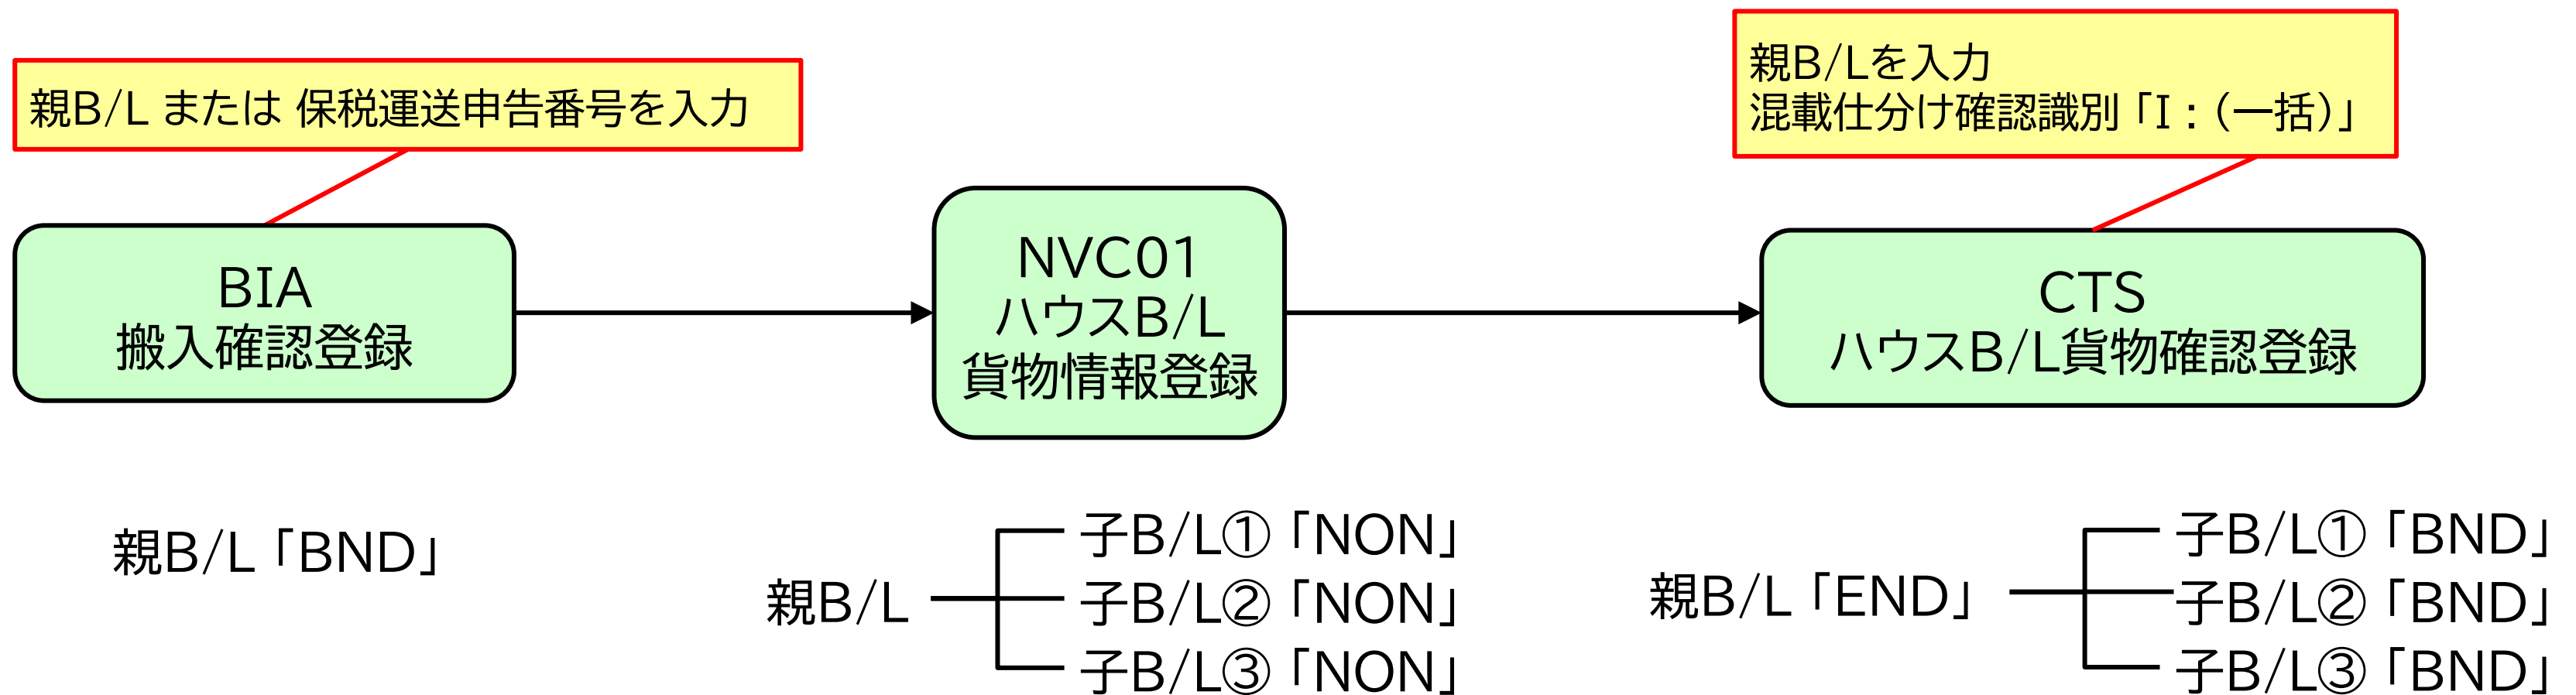 親B/L または 保税運送申告番号を入力
親B/Lを入力
混載仕分け確認識別「I：（一括）」
BIA
搬入確認登録
NVC01
ハウスB/L
貨物情報登録
CTS
ハウスB/L貨物確認登録
親B/L「BND」
親B/L
子B/L①「NON」
子B/L②「NON」
子B/L③「NON」
親B/L「END」
子B/L①「BND」
子B/L②「BND」
子B/L③「BND」